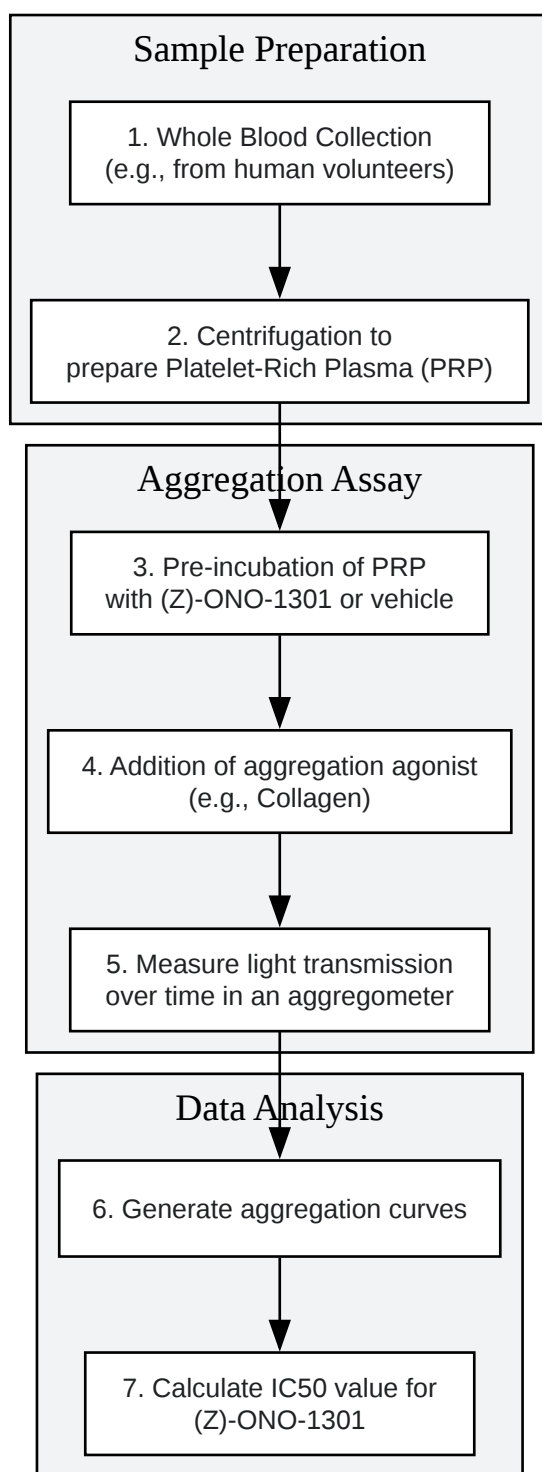 Sample Preparation
1. Whole Blood Collection
(e.g., from human volunteers)
2. Centrifugation to
prepare Platelet-Rich Plasma (PRP)
Aggregation Assay
3. Pre-incubation of PRP
with (Z)-ONO-1301 or vehicle
4. Addition of aggregation agonist
(e.g., Collagen)
5. Measure light transmission
over time in an aggregometer
Data Analysis
6. Generate aggregation curves
7. Calculate IC50 value for
(Z)-ONO-1301